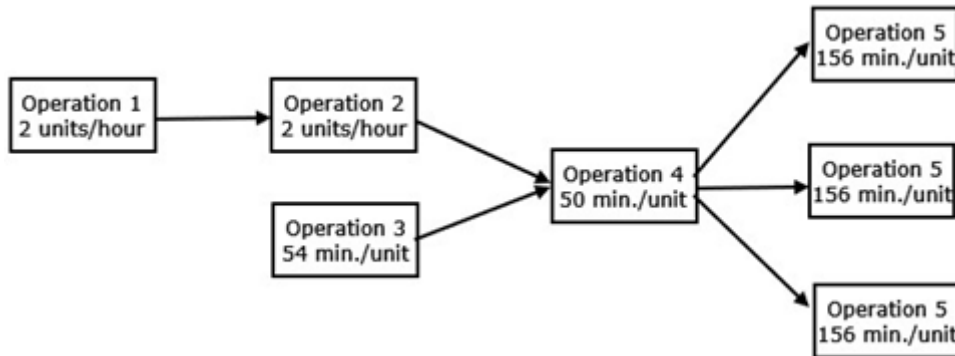 Operation 1
2 units/hour
Operation 2
2 units/hour
Operation 3
54 min./unit
Operation 4
50 min./unit
Operation 5
156 min./unit
Operation 5
156 min./unit
Operation 5
156 min./unit